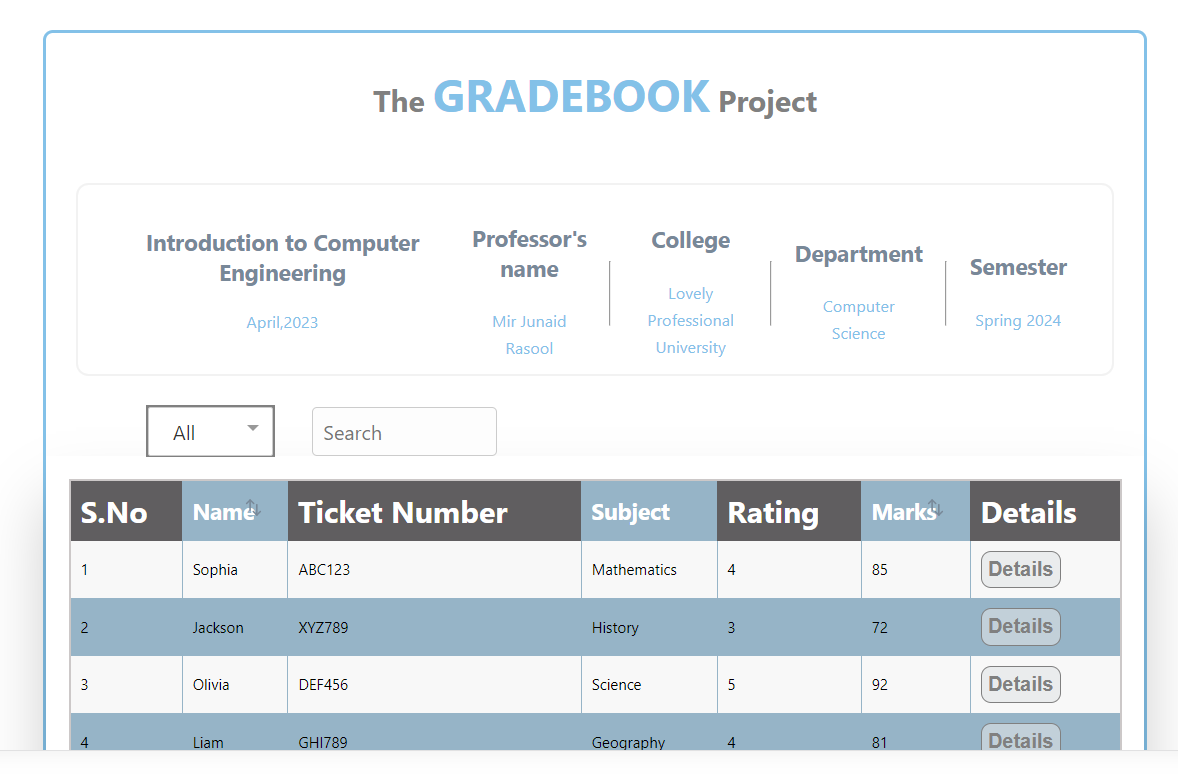 The GRADEBOOK Project
Introduction to Computer
Engineering
April,2023
Professor's
name
Mir Junaid
Rasool
College
Lovely
Professional
University
Department
Computer
Science
Semester
Spring 2024
All
Search
S.No Name Ticket Number Subject Rating Marks Details
1 Sophia ABC123 Mathematics 4 85 Details
2 Jackson XYZ789 History 3 72 Details
3 Olivia DEF456 Science 5 92 Details
4 Liam GHI789 Geography 4 81 Details